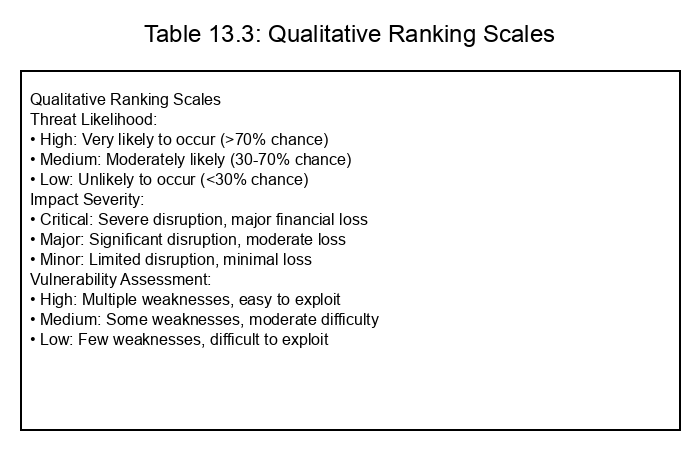 Table 13.3: Qualitative Ranking Scales
Qualitative Ranking Scales
Threat Likelihood:
• High: Very likely to occur (>70% chance)
• Medium: Moderately likely (30-70% chance)
• Low: Unlikely to occur (<30% chance)
Impact Severity:
• Critical: Severe disruption, major financial loss
• Major: Significant disruption, moderate loss
• Minor: Limited disruption, minimal loss
Vulnerability Assessment:
• High: Multiple weaknesses, easy to exploit
• Medium: Some weaknesses, moderate difficulty
• Low: Few weaknesses, difficult to exploit